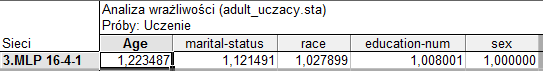 Analiza wrażliwości (adult_uczacy.sta)
Próby: Uczenie
Sieci Age marital-status race education-num sex
3.MLP 16-4-1 1,223487 1,121491 1,027899 1,008001 1,000000